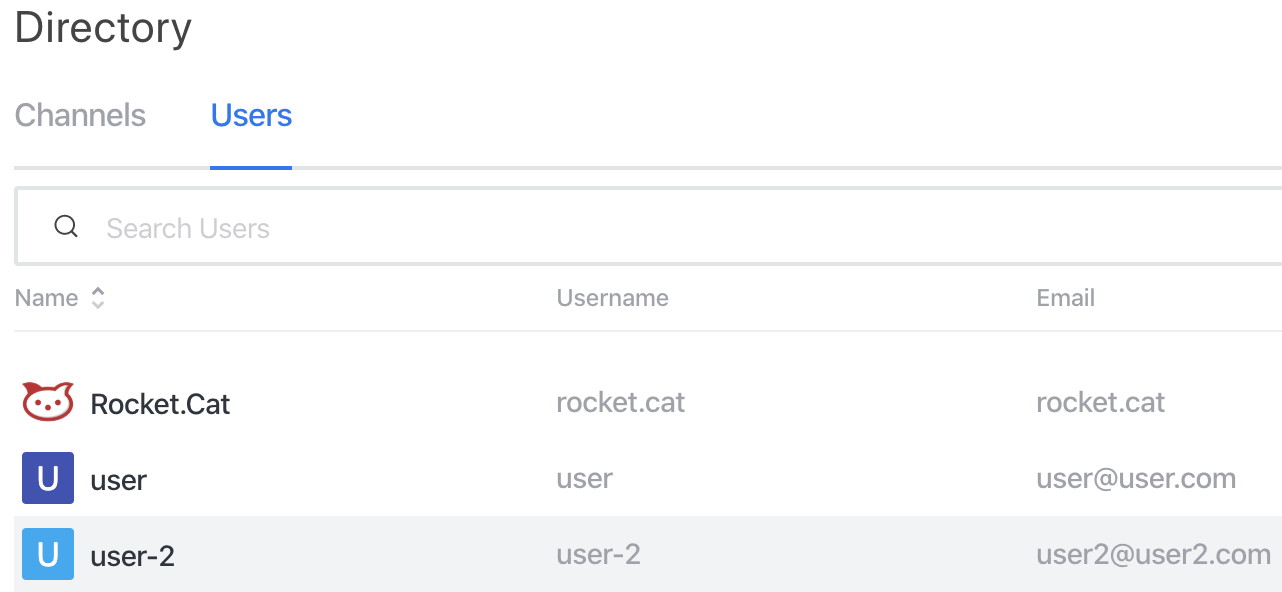 Directory
Channels Users
Search Users
Name Username Email
Rocket.Cat rocket.cat rocket.cat
U user user user@user.com
U user-2 user-2 user2@user2.com